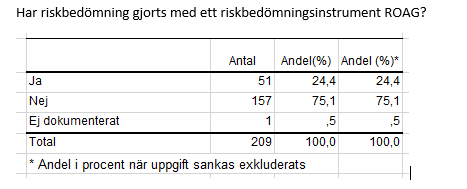 Har riskbedömning gjorts med ett riskbedömningsinstrument ROAG?
Antal Andel(%) Andel (%)*
Ja 51 24,4 24,4
Nej 157 75,1 75,1
Ej dokumenterat 1 ,5 ,5
Total 209 100,0 100,0
* Andel i procent när uppgift sankas exkluderats